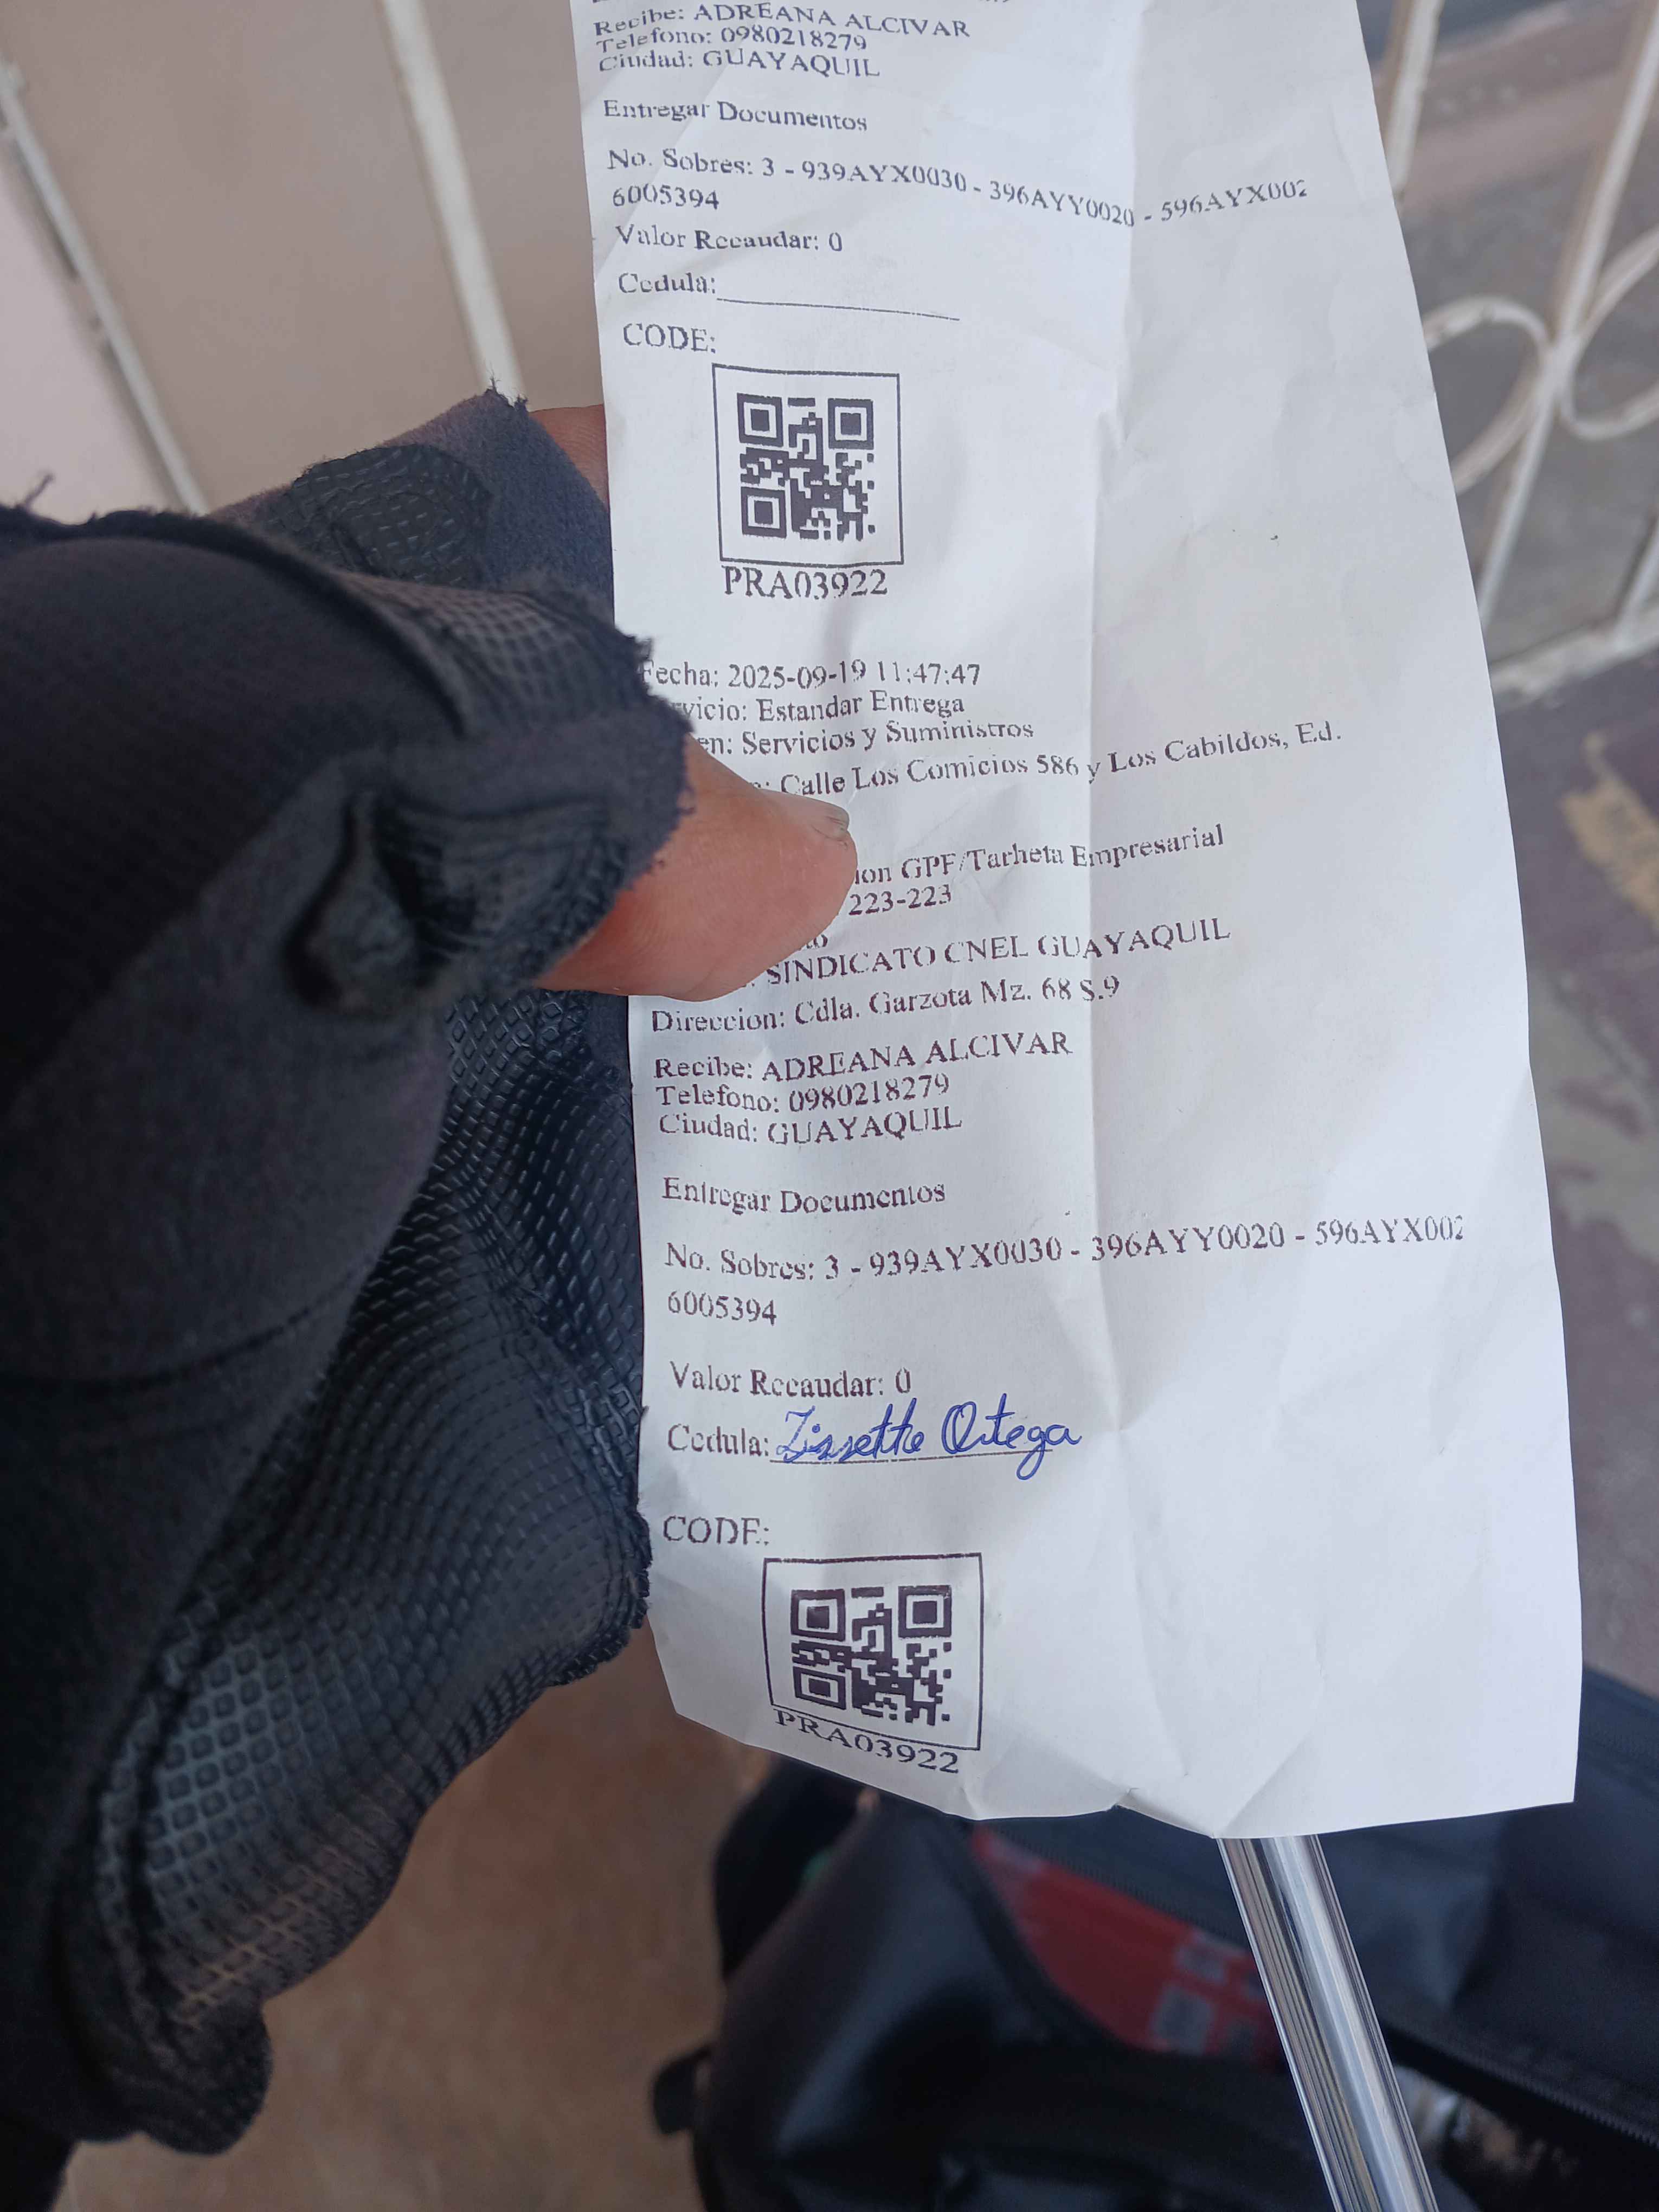 Recibe: ADREANA ALCIVAR
Telefono: 0980218279
Ciudad: GUAYAQUIL
Entregar Documentos
No. Sobres: 3 - 939AYX0030 - 396AYY0020 - 596AYX002
6005394
Valor Recaudar: 0
Cedula:
CODE:
PRA03922
Fecha: 2025-09-19 11:47:47
vicio: Estandar Entrega
en: Servicios y Suministros
: Calle Los Comicios 586 y Los Cabildos, Ed.
ion GPF/Tarheta Empresarial
223-223
to
SINDICATO CNEL GUAYAQUIL
Direccion: Cdla. Garzota Mz. 68 S.9
Recibe: ADREANA ALCIVAR
Telefono: 0980218279
Ciudad: GUAYAQUIL
Entregar Documentos
No. Sobres: 3 - 939AYX0030 - 396AYY0020 - 596AYX002
6005394
Valor Recaudar: 0
Cedula: Lissette Ortega
CODE:
PRA03922